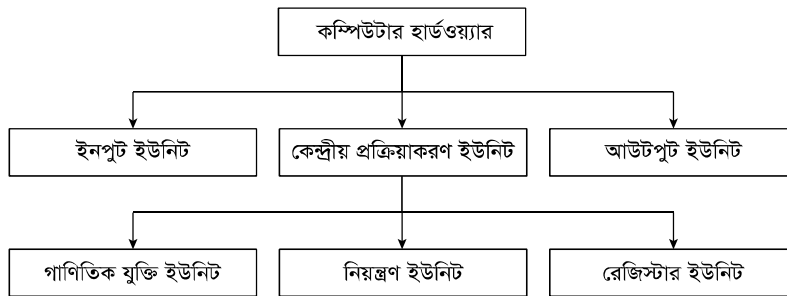 কম্পিউটার হার্ডওয়্যার
ইনপুট ইউনিট
কেন্দ্রীয় প্রক্রিয়াকরণ ইউনিট
আউটপুট ইউনিট
গাণিতিক যুক্তি ইউনিট
নিয়ন্ত্রণ ইউনিট
রেজিস্টার ইউনিট